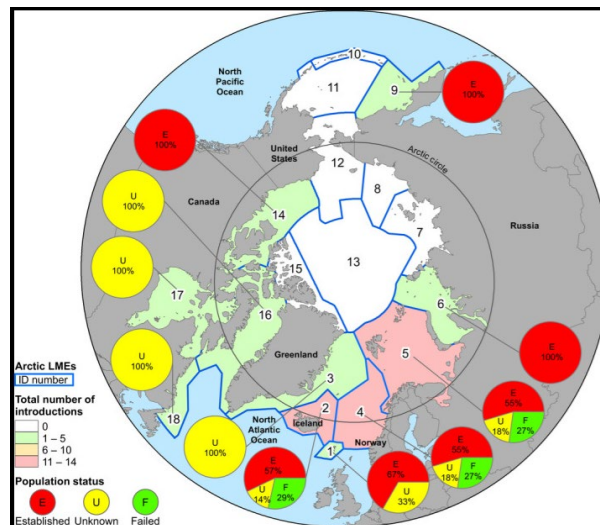 10
North
Pacific
Ocean
11
9
E
100%
E
100%
United
States
Arctic circle
12
8
U
100%
Canada
14
7
Russia
13
15
U
100%
17
16
6
Arctic LMEs
ID number
Greenland
5
U
100%
E
100%
Total number of
introductions
0
1 – 5
6 – 10
11 – 14
3
18
North
Atlantic
Ocean
2
Iceland
4
Norway
1
E
55%
U
18%
F
27%
U
100%
E
55%
U
18%
F
27%
E
57%
U
14%
F
29%
E
67%
U
33%
Population status
E
U
F
Established
Unknown
Failed